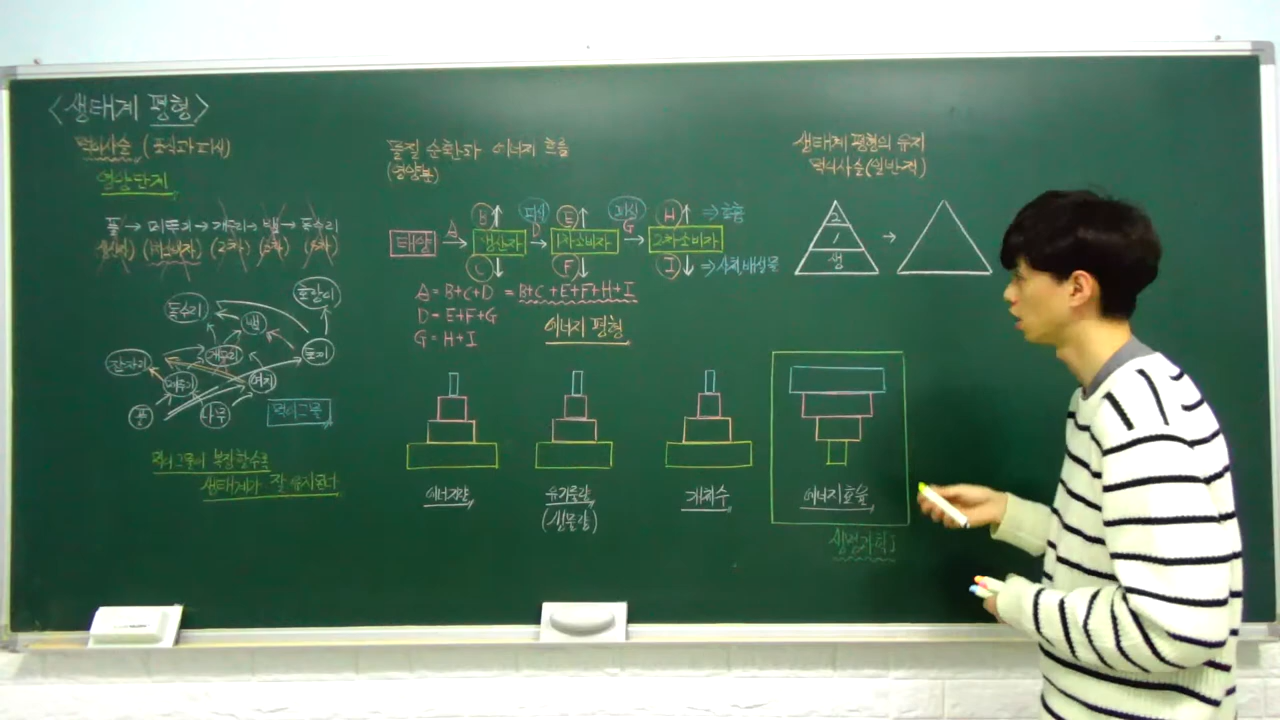 <생태계 평형>
먹이사슬 (포식과 피식)
영양단계
풀 → 메뚜기 → 개구리 → 뱀 → 독수리
(생산자) (1차소비자) (2차) (3차)
독수리
호랑이
뱀
개구리
토끼
잠자리
메뚜기
풀
나무
먹이그물
먹이그물이 복잡할수록
생태계가 잘 유지된다
물질 순환과 에너지 흐름
(영양분)
B 피식 E 피식 H ⇒ 호흡
태양 A → 생산자 D → 1차소비자 G → 2차소비자
C F I ⇒ 사체, 배설물
A = B+C+D = B+C+E+F+H+I
D = E+F+G
G = H+I
에너지 평형
에너지량
유기물량
(생물량)
개체수
에너지효율
생명과학I
생태계 평형의 유지
먹이사슬(일반적)
2
1
생
→